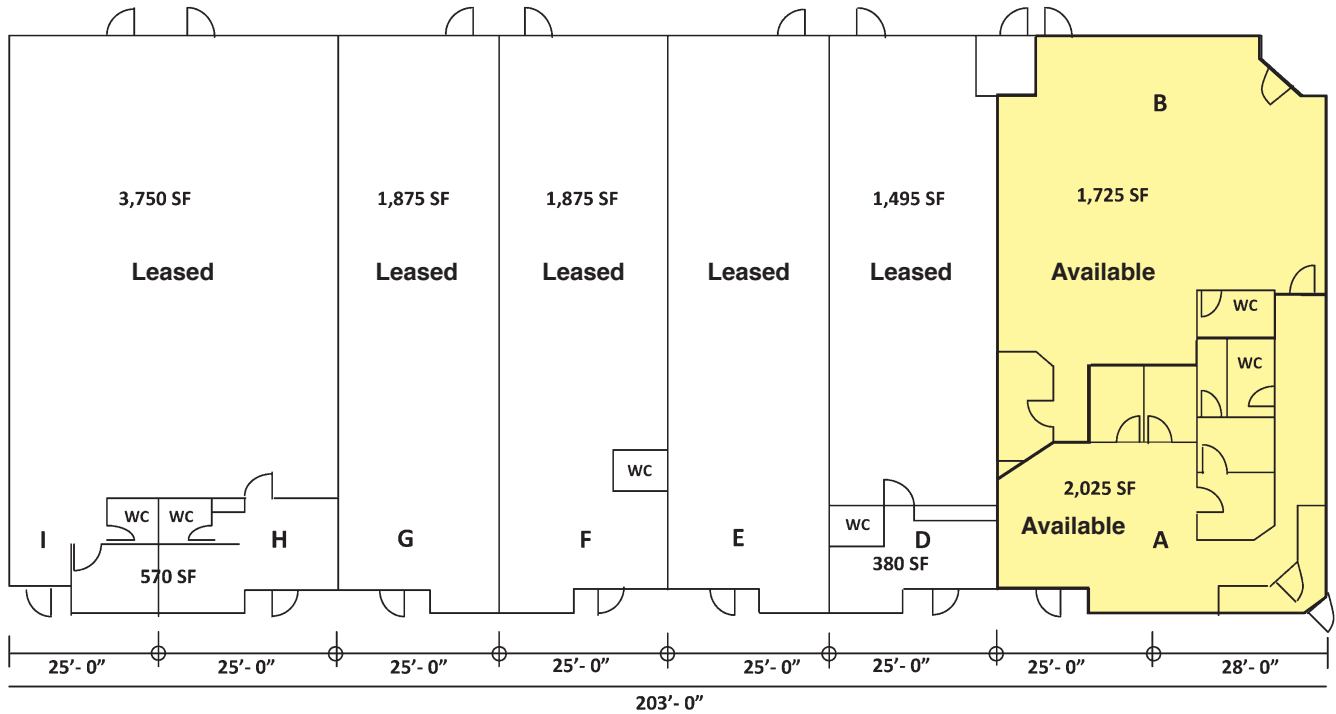 B
3,750 SF
1,875 SF
1,875 SF
1,495 SF
1,725 SF
Leased
Leased
Leased
Leased
Leased
Available
WC
WC
WC
2,025 SF
WC
WC
WC
Available
I
H
G
F
E
D
A
570 SF
380 SF
25’- 0”
25’- 0”
25’- 0”
25’- 0”
25’- 0”
25’- 0”
25’- 0”
28’- 0”
203’- 0”